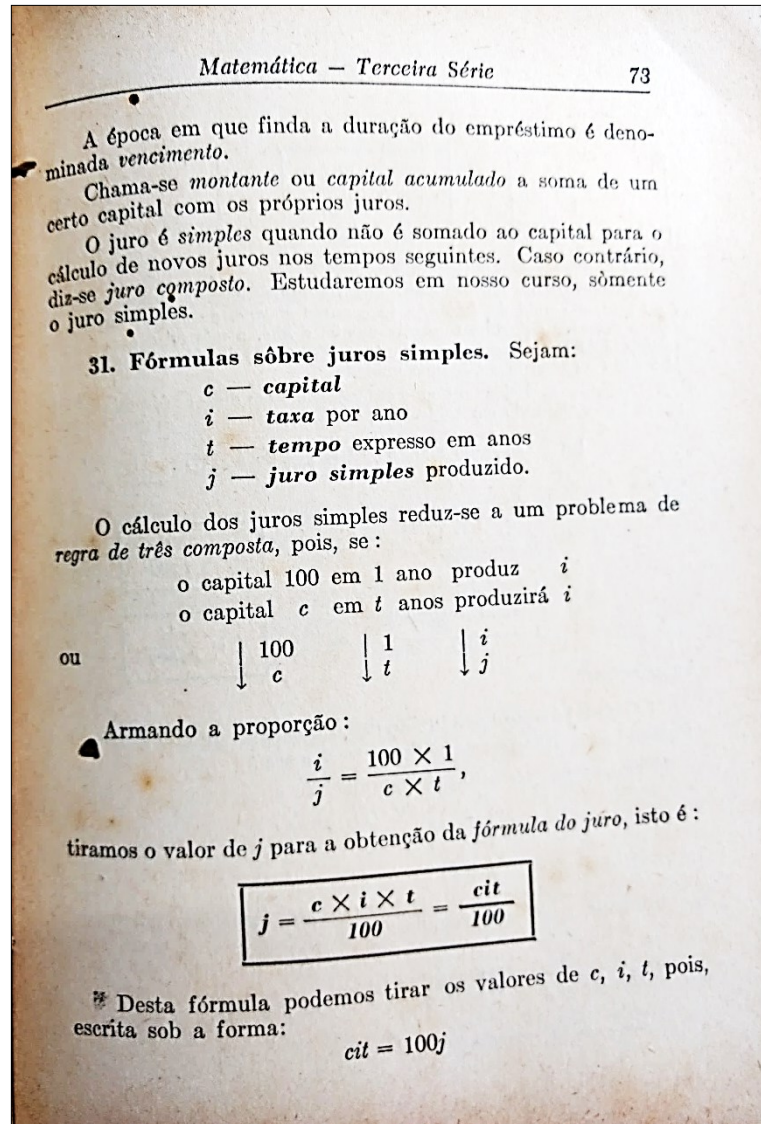 Matemática — Terceira Série 73
A época em que finda a duração do empréstimo é deno-
minada vencimento.
Chama-se montante ou capital acumulado a soma de um
certo capital com os próprios juros.
O juro é simples quando não é somado ao capital para o
cálculo de novos juros nos tempos seguintes. Caso contrário,
diz-se juro composto. Estudaremos em nosso curso, sòmente
o juro simples.
31. Fórmulas sôbre juros simples. Sejam:
c — capital
i — taxa por ano
t — tempo expresso em anos
j — juro simples produzido.
O cálculo dos juros simples reduz-se a um problema de
regra de três composta, pois, se :
o capital 100 em 1 ano produz i
o capital c em t anos produzirá i
ou ↓ 100 ↓ 1 ↓ i
c t j
Armando a proporção :
i/j = 100 × 1 / c × t,
tiramos o valor de j para a obtenção da fórmula do juro, isto é :
j = c × i × t / 100 = cit / 100
* Desta fórmula podemos tirar os valores de c, i, t, pois,
escrita sob a forma:
cit = 100j